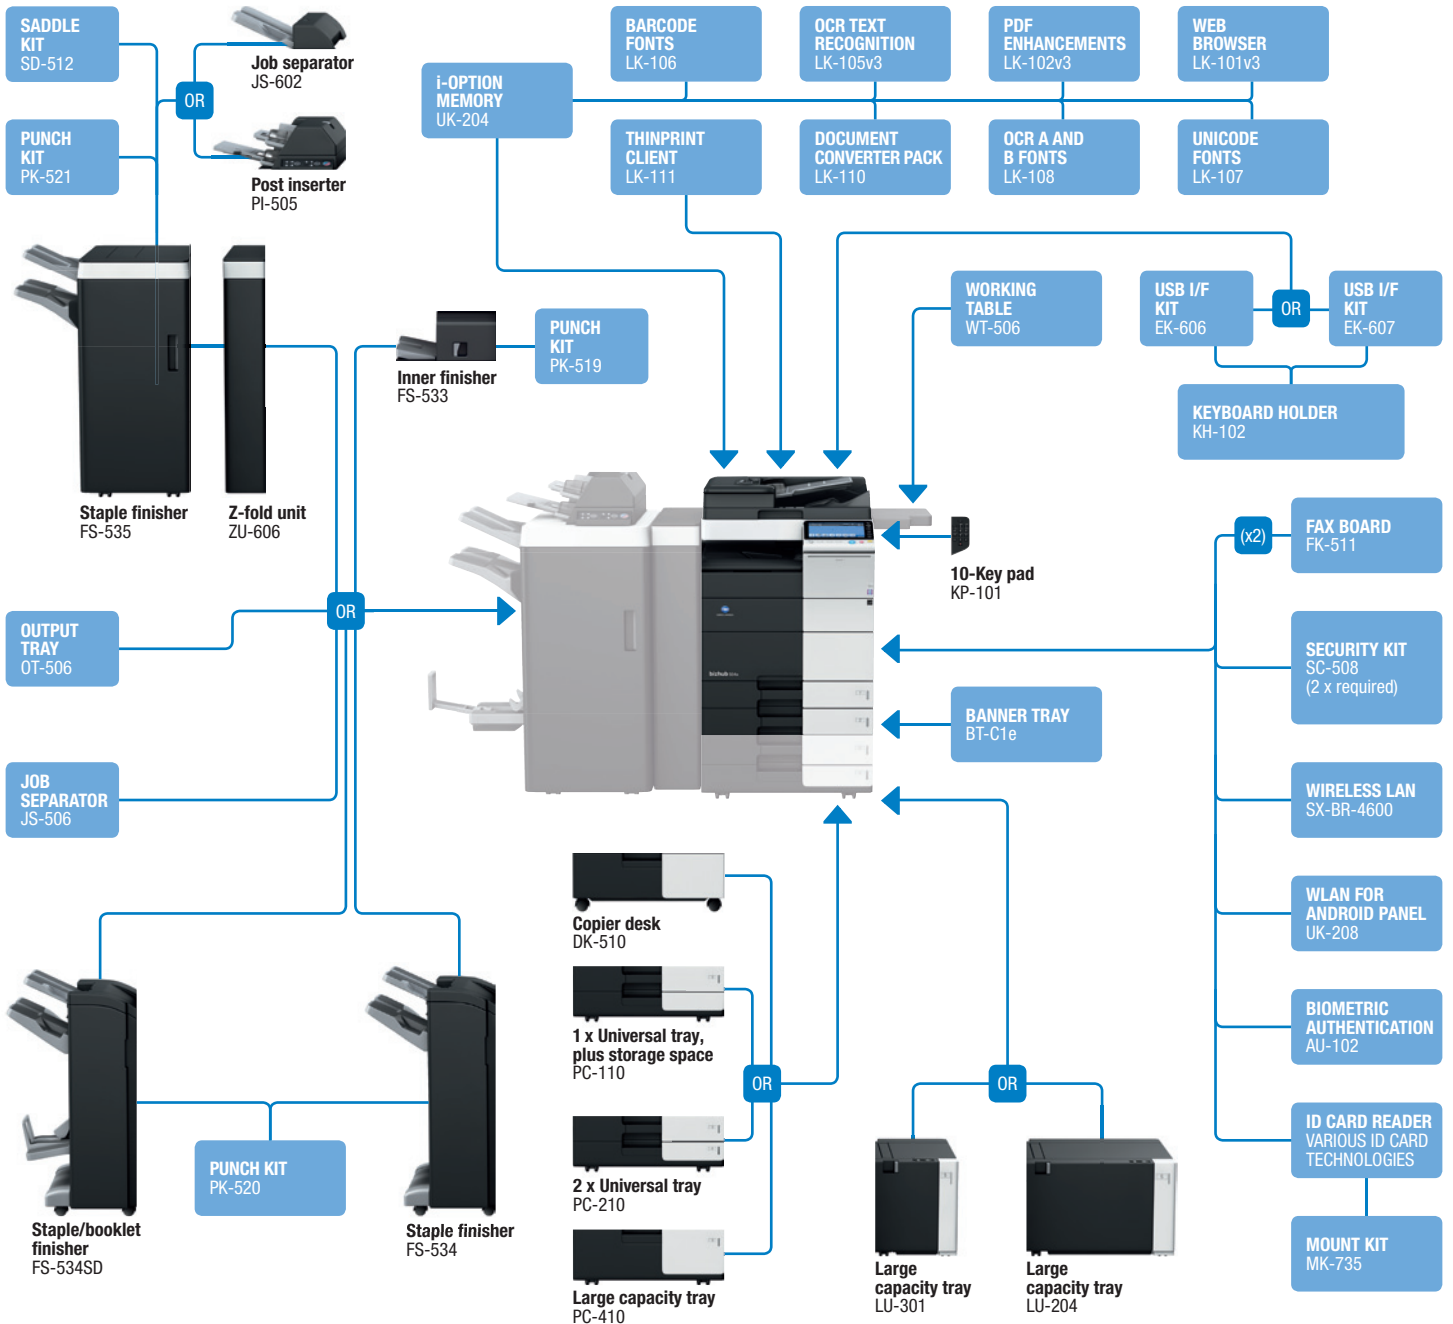 SADDLE
KIT
SD-512
Job separator
JS-602
OR
PUNCH
KIT
PK-521
Post inserter
PI-505
i-OPTION
MEMORY
UK-204
BARCODE
FONTS
LK-106
OCR TEXT
RECOGNITION
LK-105v3
PDF
ENHANCEMENTS
LK-102v3
WEB
BROWSER
LK-101v3
THINPRINT
CLIENT
LK-111
DOCUMENT
CONVERTER PACK
LK-110
OCR A AND
B FONTS
LK-108
UNICODE
FONTS
LK-107
WORKING
TABLE
WT-506
USB I/F
KIT
EK-606
OR
USB I/F
KIT
EK-607
KEYBOARD HOLDER
KH-102
Inner finisher
FS-533
PUNCH
KIT
PK-519
Staple finisher
FS-535
Z-fold unit
ZU-606
10-Key pad
KP-101
(x2)
FAX BOARD
FK-511
OUTPUT
TRAY
OT-506
OR
SECURITY KIT
SC-508
(2 x required)
bizhub
BANNER TRAY
BT-C1e
JOB
SEPARATOR
JS-506
WIRELESS LAN
SX-BR-4600
Copier desk
DK-510
WLAN FOR
ANDROID PANEL
UK-208
1 x Universal tray,
plus storage space
PC-110
BIOMETRIC
AUTHENTICATION
AU-102
OR
OR
2 x Universal tray
PC-210
ID CARD READER
VARIOUS ID CARD
TECHNOLOGIES
PUNCH KIT
PK-520
Staple/booklet
finisher
FS-534SD
Staple finisher
FS-534
Large capacity tray
PC-410
Large
capacity tray
LU-301
Large
capacity tray
LU-204
MOUNT KIT
MK-735